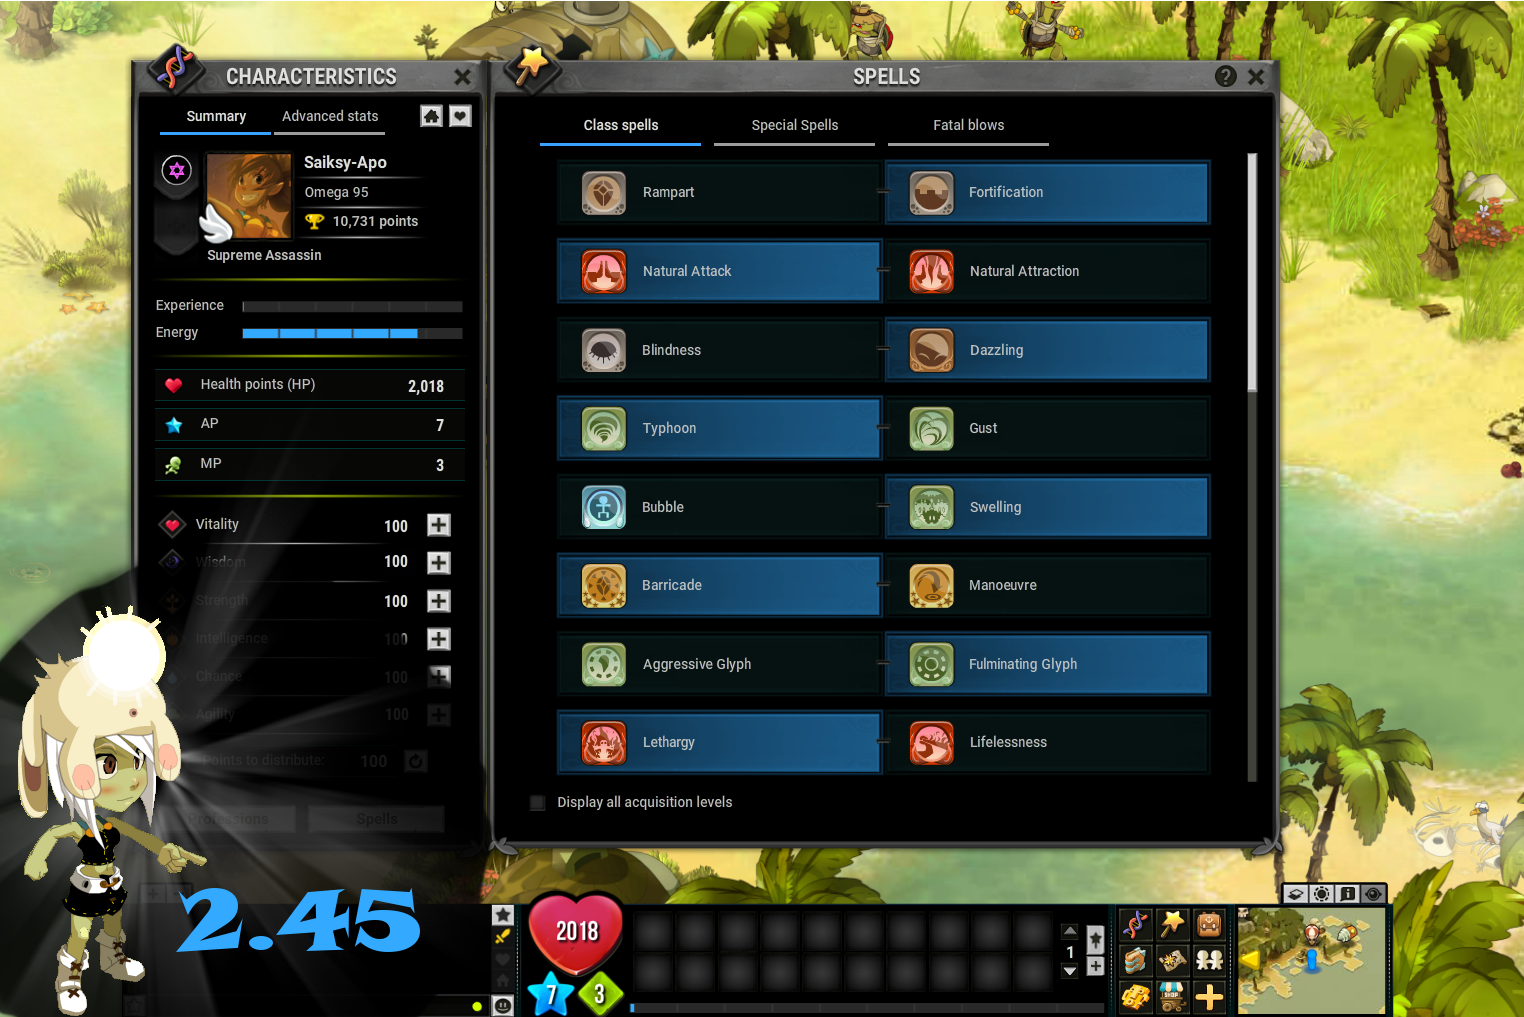 CHARACTERISTICS
Summary
Advanced stats
Saiksy-Apo
Omega 95
10,731 points
Supreme Assassin
Experience
Energy
Health points (HP)
2,018
AP
7
MP
3
Vitality
100
Wisdom
100
Strength
100
Intelligence
100
Chance
100
Agility
100
Points to distribute:
100
Professions
Spells
SPELLS
?
Class spells
Special Spells
Fatal blows
Rampart
Fortification
Natural Attack
Natural Attraction
Blindness
Dazzling
Typhoon
Gust
Bubble
Swelling
Barricade
Manoeuvre
Aggressive Glyph
Fulminating Glyph
Lethargy
Lifelessness
Display all acquisition levels
2.45
2018
7
3
1
SHOP